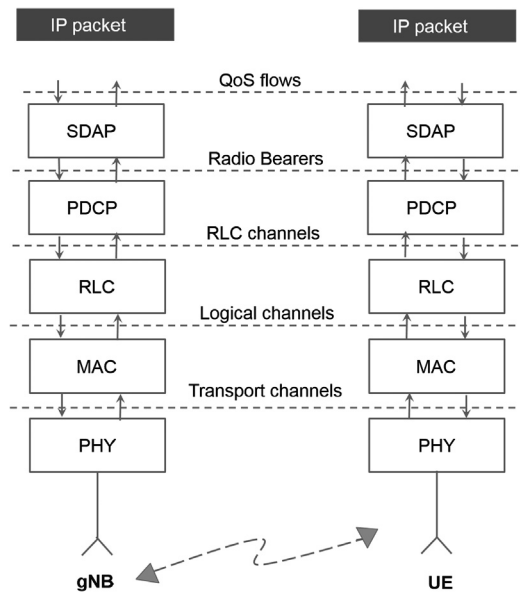 IP packet
IP packet
QoS flows
SDAP
SDAP
Radio Bearers
PDCP
PDCP
RLC channels
RLC
RLC
Logical channels
MAC
MAC
Transport channels
PHY
PHY
gNB
UE